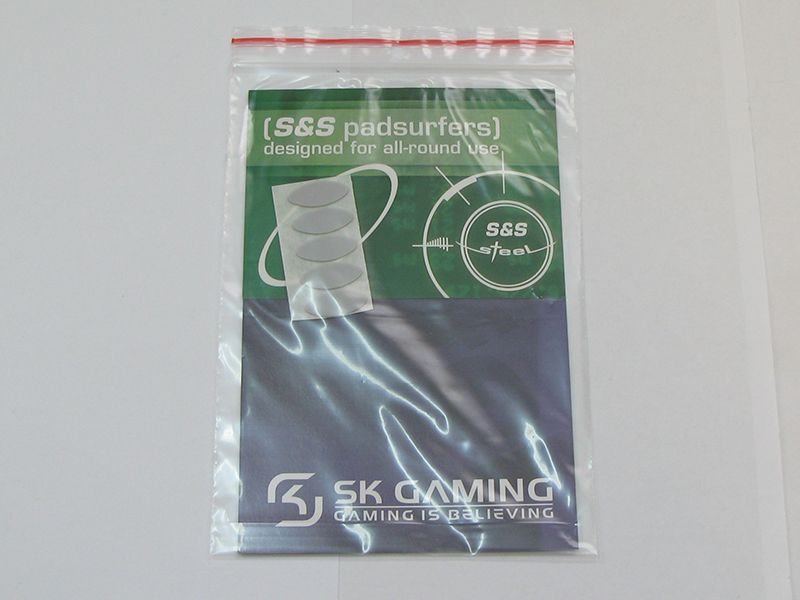 (S&S padsurfers)
designed for all-round use
S&S
steel
SK GAMING
GAMING IS BELIEVING